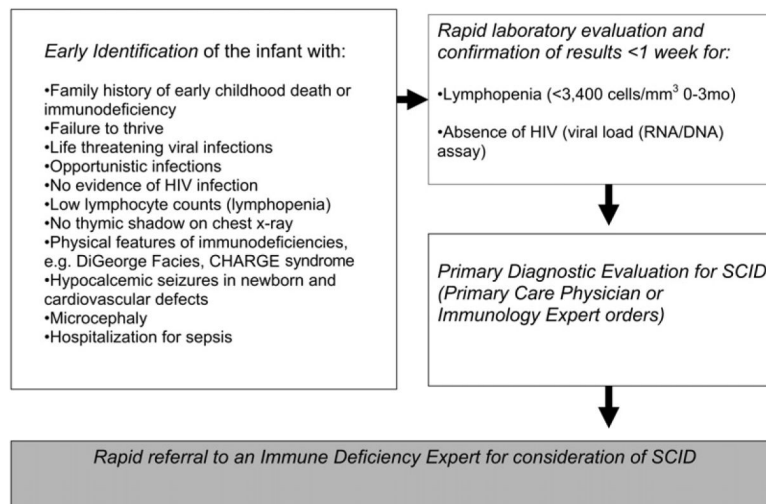 Early Identification of the infant with:
•Family history of early childhood death or
immunodeficiency
•Failure to thrive
•Life threatening viral infections
•Opportunistic infections
•No evidence of HIV infection
•Low lymphocyte counts (lymphopenia)
•No thymic shadow on chest x-ray
•Physical features of immunodeficiencies,
e.g. DiGeorge Facies, CHARGE syndrome
•Hypocalcemic seizures in newborn and
cardiovascular defects
•Microcephaly
•Hospitalization for sepsis
Rapid laboratory evaluation and
confirmation of results <1 week for:
•Lymphopenia (<3,400 cells/mm³ 0-3mo)
•Absence of HIV (viral load (RNA/DNA)
assay)
Primary Diagnostic Evaluation for SCID
(Primary Care Physician or
Immunology Expert orders)
Rapid referral to an Immune Deficiency Expert for consideration of SCID